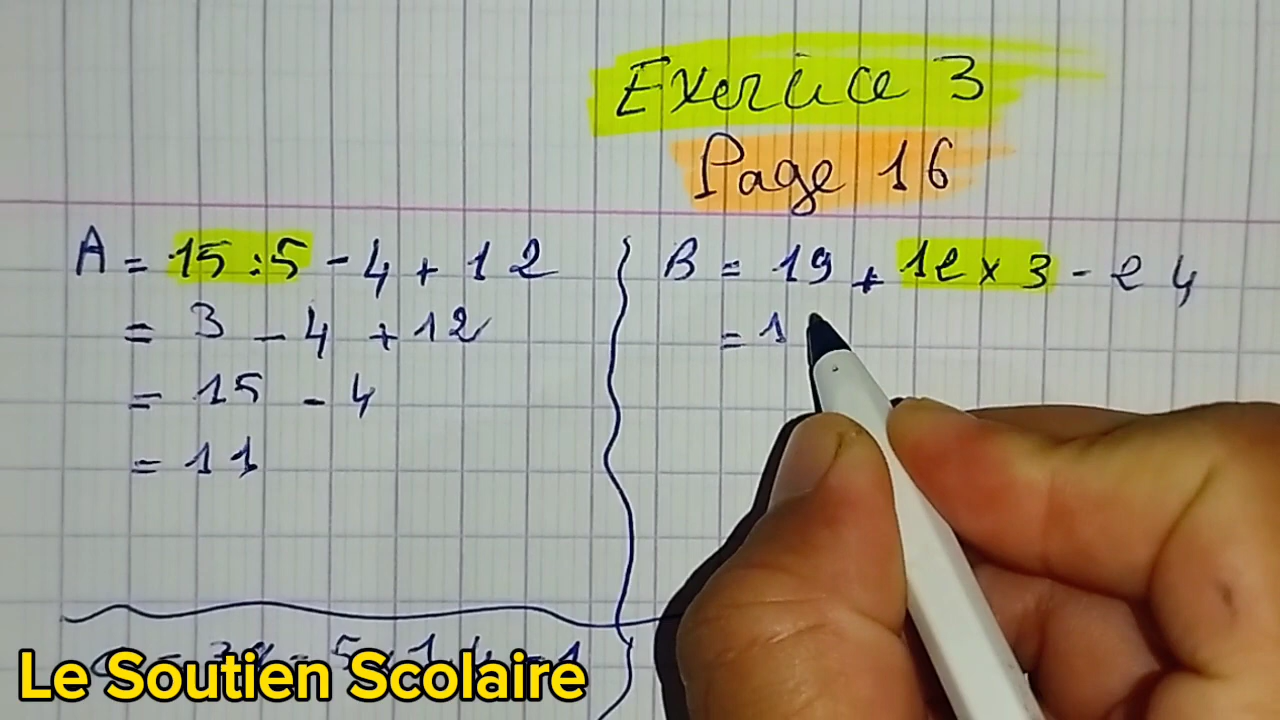 Exercice 3
Page 16
A = 15 : 5 - 4 + 12
= 3 - 4 + 12
= 15 - 4
= 11
B = 19 + 12 x 3 - 24
= 1
Le Soutien Scolaire